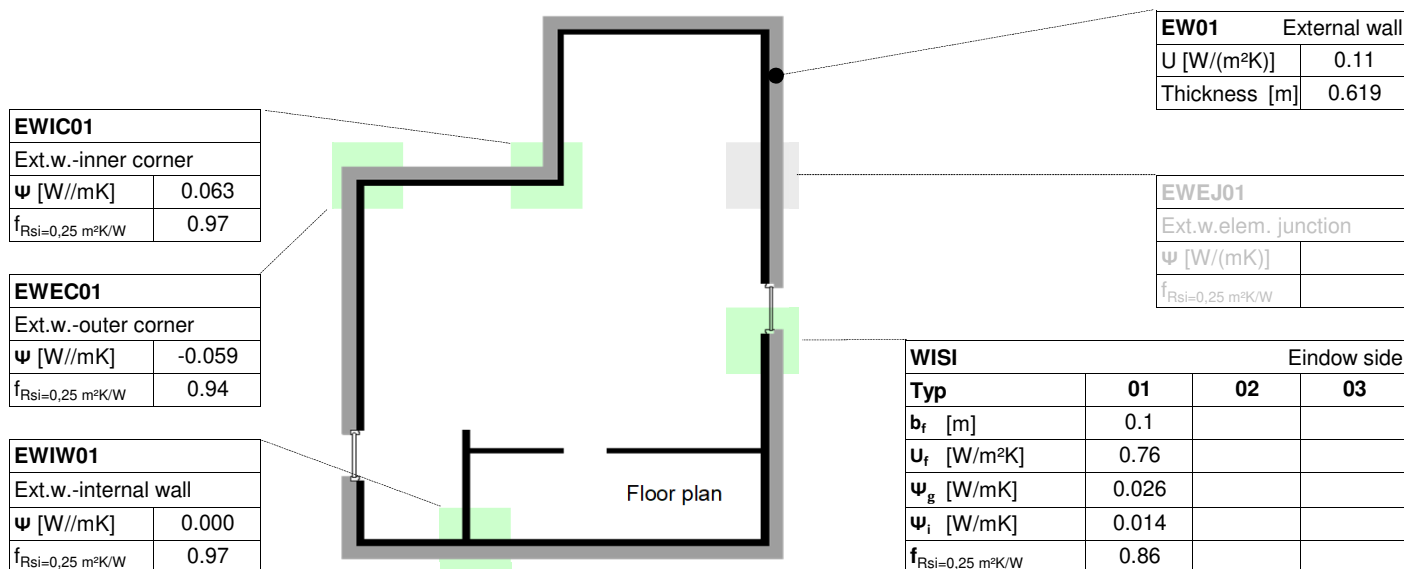 EW01 External wall
U [W/(m²K)] 0.11
Thickness [m] 0.619
EWIC01
Ext.w.-inner corner
Ψ [W//mK] 0.063
fRsi=0,25 m²K/W 0.97
EWEJ01
Ext.w.elem. junction
Ψ [W/(mK)]
fRsi=0,25 m²K/W
EWEC01
Ext.w.-outer corner
Ψ [W//mK] -0.059
fRsi=0,25 m²K/W 0.94
WISI Eindow side
Typ 01 02 03
bf [m] 0.1
Uf [W/m²K] 0.76
Ψg [W/mK] 0.026
Ψi [W/mK] 0.014
fRsi=0,25 m²K/W 0.86
EWIW01
Ext.w.-internal wall
Ψ [W//mK] 0.000
fRsi=0,25 m²K/W 0.97
Floor plan